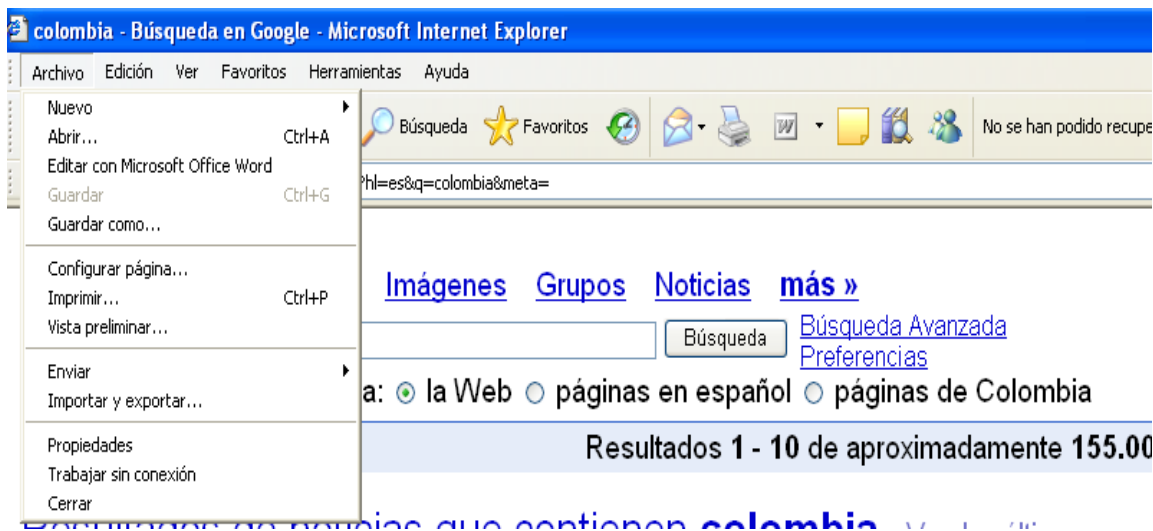 colombia - Búsqueda en Google - Microsoft Internet Explorer
Archivo Edición Ver Favoritos Herramientas Ayuda
Nuevo
Abrir... Ctrl+A
Editar con Microsoft Office Word
Guardar Ctrl+G
Guardar como...
Configurar página...
Imprimir... Ctrl+P
Vista preliminar...
Enviar
Importar y exportar...
Propiedades
Trabajar sin conexión
Cerrar
Búsqueda Favoritos No se han podido recupe
?hl=es&q=colombia&meta=
Imágenes Grupos Noticias más »
Búsqueda Búsqueda Avanzada
Preferencias
a: la Web páginas en español páginas de Colombia
Resultados 1 - 10 de aproximadamente 155.00
Resultados de noticias que contienen colombia